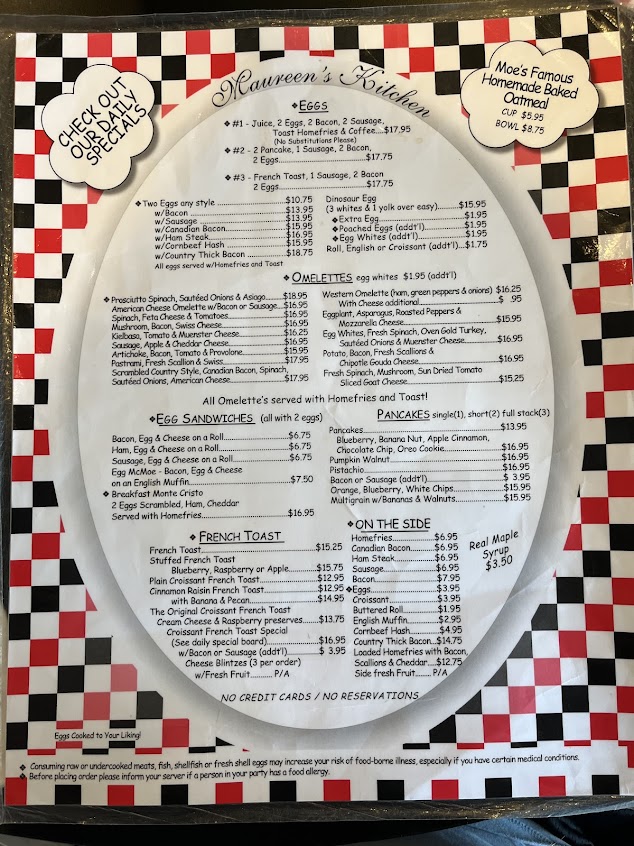 CHECK OUT
OUR DAILY
SPECIALS
Maureen's Kitchen
Moe's Famous
Homemade Baked
Oatmeal
CUP $5.95
BOWL $8.75
❖EGGS
❖ #1 - Juice, 2 Eggs, 2 Bacon, 2 Sausage,
Toast Homefries & Coffee....$17.95
(No Substitutions Please)
❖ #2 - 2 Pancake, 1 Sausage, 2 Bacon,
2 Eggs..............................$17.75
❖ #3 - French Toast, 1 Sausage, 2 Bacon
2 Eggs..............................$17.75
❖Two Eggs any style ....................$10.75
w/Bacon ................................$13.95
w/Sausage ............................$13.95
w/Canadian Bacon...................$15.95
w/Ham Steak..........................$16.95
w/Cornbeef Hash ....................$15.95
w/Country Thick Bacon ............$18.75
All eggs served w/Homefries and Toast
Dinosaur Egg
(3 whites & 1 yolk over easy)........$15.95
❖Extra Egg..............................$1.95
❖Poached Eggs (addt'l)..............$1.95
❖Egg Whites (addt'l).................$1.95
Roll, English or Croissant (addt'l)...$1.75
❖OMELETTES egg whites $1.95 (addt'l)
❖ Prosciutto Spinach, Sautéed Onions & Asiago......$18.95
American Cheese Omelette w/Bacon or Sausage...$16.95
Spinach, Feta Cheese & Tomatoes.....................$16.95
Mushroom, Bacon, Swiss Cheese.......................$16.95
Kielbasa, Tomato & Muenster Cheese.................$16.25
Sausage, Apple & Cheddar Cheese.....................$16.95
Artichoke, Bacon, Tomato & Provolone...............$15.95
Pastrami, Fresh Scallion & Swiss.......................$17.95
Scrambled Country Style, Canadian Bacon, Spinach,
Sautéed Onions, American Cheese.....................$17.95
Western Omelette (ham, green peppers & onions) $16.25
With Cheese additional..............................$ .95
Eggplant, Asparagus, Roasted Peppers &
Mozzarella Cheese...................................$15.95
Egg Whites, Fresh Spinach, Oven Gold Turkey,
Sautéed Onions & Muenster Cheese..............$16.95
Potato, Bacon, Fresh Scallions &
Chipotle Gouda Cheese.............................$16.95
Fresh Spinach, Mushroom, Sun Dried Tomato
Sliced Goat Cheese..................................$15.25
All Omelette's served with Homefries and Toast!
❖EGG SANDWICHES (all with 2 eggs)
Bacon, Egg & Cheese on a Roll.....................$6.75
Ham, Egg & Cheese on a Roll.......................$6.75
Sausage, Egg & Cheese on a Roll..................$6.75
Egg McMoe - Bacon, Egg & Cheese
on an English Muffin...................................$7.50
❖ Breakfast Monte Cristo
2 Eggs Scrambled, Ham, Cheddar
Served with Homefries..............................$16.95
PANCAKES single(1), short(2) full stack(3)
Pancakes................................................$13.95
Blueberry, Banana Nut, Apple Cinnamon,
Chocolate Chip, Oreo Cookie...................$16.95
Pumpkin Walnut.......................................$16.95
Pistachio.................................................$16.95
Bacon or Sausage (addt'l)..........................$ 3.95
Orange, Blueberry, White Chips..................$15.95
Multigrain w/Bananas & Walnuts.................$15.95
❖ FRENCH TOAST
French Toast...........................................$15.25
Stuffed French Toast
Blueberry, Raspberry or Apple...............$15.75
Plain Croissant French Toast.....................$12.95
Cinnamon Raisin French Toast...................$12.95
with Banana & Pecan............................$14.95
The Original Croissant French Toast
Cream Cheese & Raspberry preserves......$13.75
Croissant French Toast Special
(See daily special board).......................$16.95
w/Bacon or Sausage (addt'l)...................$ 3.95
Cheese Blintzes (3 per order)
w/Fresh Fruit.......... P/A
❖ON THE SIDE
Homefries...................$6.95
Canadian Bacon...........$6.95
Ham Steak..................$6.95
Sausage.....................$6.95
Bacon........................$7.95
❖Eggs.......................$3.95
Croissant....................$3.95
Buttered Roll..............$1.95
English Muffin............$2.95
Cornbeef Hash............$4.95
Country Thick Bacon...$14.75
Loaded Homefries with Bacon,
Scallions & Cheddar....$12.75
Side fresh Fruit.......... P/A
Real Maple
Syrup
$3.50
NO CREDIT CARDS / NO RESERVATIONS
Eggs Cooked to Your Liking!
❖ Consuming raw or undercooked meats, fish, shellfish or fresh shell eggs may increase your risk of food-borne illness, especially if you have certain medical conditions.
❖ Before placing order please inform your server if a person in your party has a food allergy.